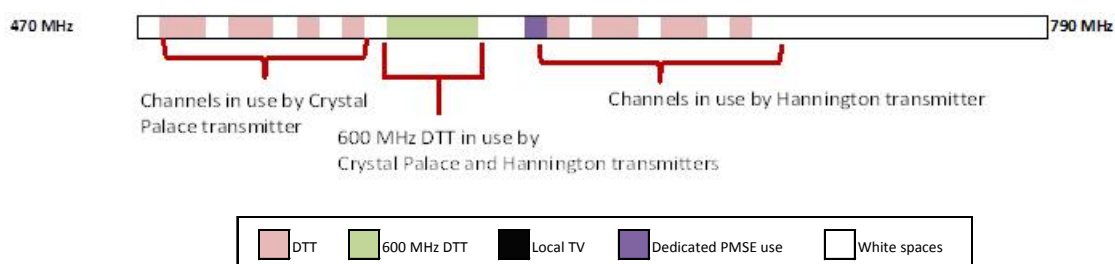 470 MHz
790 MHz
Channels in use by Crystal
Palace transmitter
600 MHz DTT in use by
Crystal Palace and Hannington transmitters
Channels in use by Hannington transmitter
DTT
600 MHz DTT
Local TV
Dedicated PMSE use
White spaces